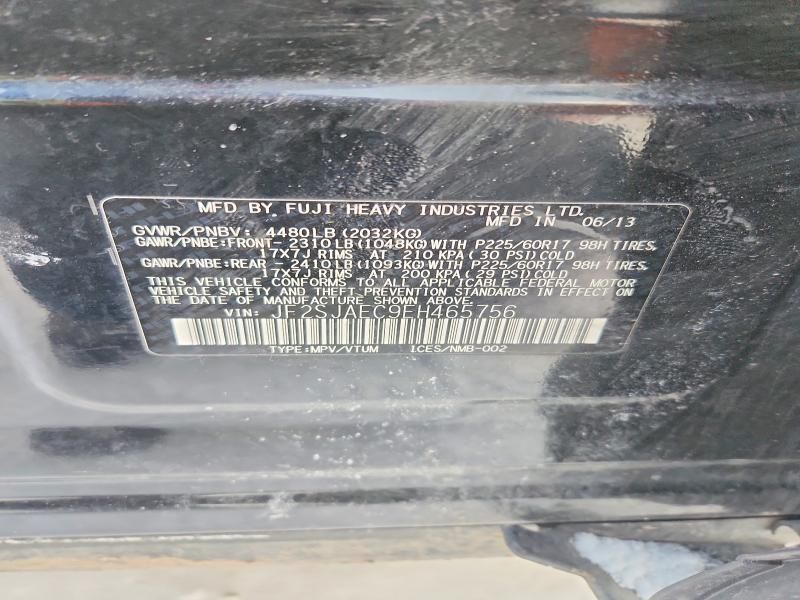 MFD BY FUJI HEAVY INDUSTRIES LTD.
MFD IN 06/13
GVWR/PNBV: 4480LB(2032KG)
GAWR/PNBE:FRONT- 2310LB(1048KG)WITH P225/60R17 98H TIRES,
17X7J RIMS AT 210 KPA(30 PSI)COLD
GAWR/PNBE:REAR - 2410LB(1093KG)WITH P225/60R17 98H TIRES,
17X7J RIMS AT 200 KPA(29 PSI)COLD
THIS VEHICLE CONFORMS TO ALL APPLICABLE FEDERAL MOTOR
VEHICLE SAFETY AND THEFT PREVENTION STANDARDS IN EFFECT ON
THE DATE OF MANUFACTURE SHOWN ABOVE.
VIN: JF2SJAEC9EH465756
TYPE:MPV/VTUM ICES/NMB-002